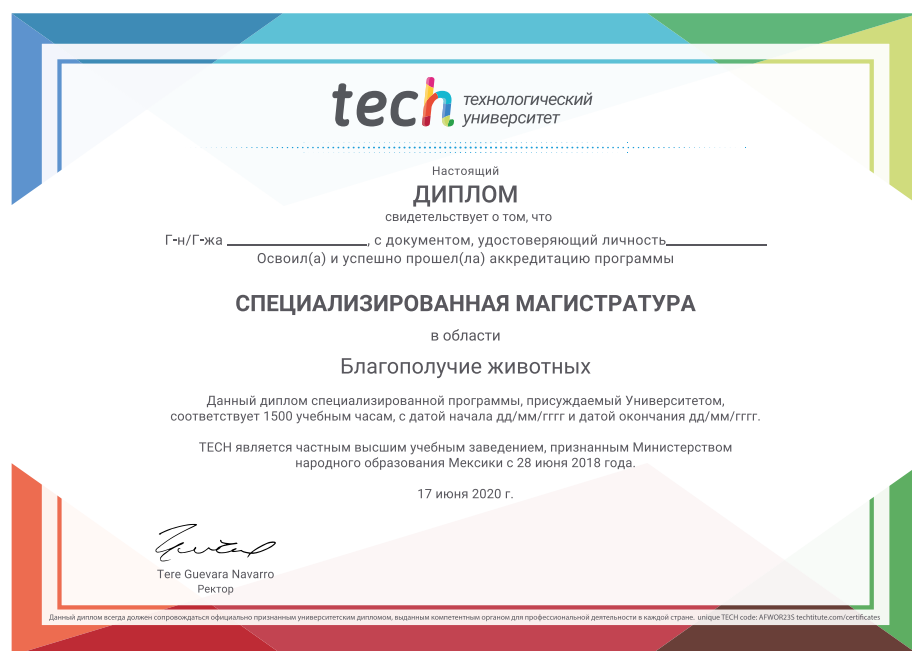 tech технологический
университет
Настоящий
ДИПЛОМ
свидетельствует о том, что
Г-н/Г-жа ____________, с документом, удостоверяющий личность____________
Освоил(а) и успешно прошел(ла) аккредитацию программы
СПЕЦИАЛИЗИРОВАННАЯ МАГИСТРАТУРА
в области
Благополучие животных
Данный диплом специализированной программы, присуждаемый Университетом,
соответствует 1500 учебным часам, с датой начала дд/мм/гггг и датой окончания дд/мм/гггг.
TECH является частным высшим учебным заведением, признанным Министерством
народного образования Мексики с 28 июня 2018 года.
17 июня 2020 г.
Tere Guevara Navarro
Ректор
Данный диплом всегда должен сопровождаться официально признанным университетским дипломом, выданным компетентным органом для профессиональной деятельности в каждой стране. unique TECH code: AFWOR23S techtitute.com/certificates